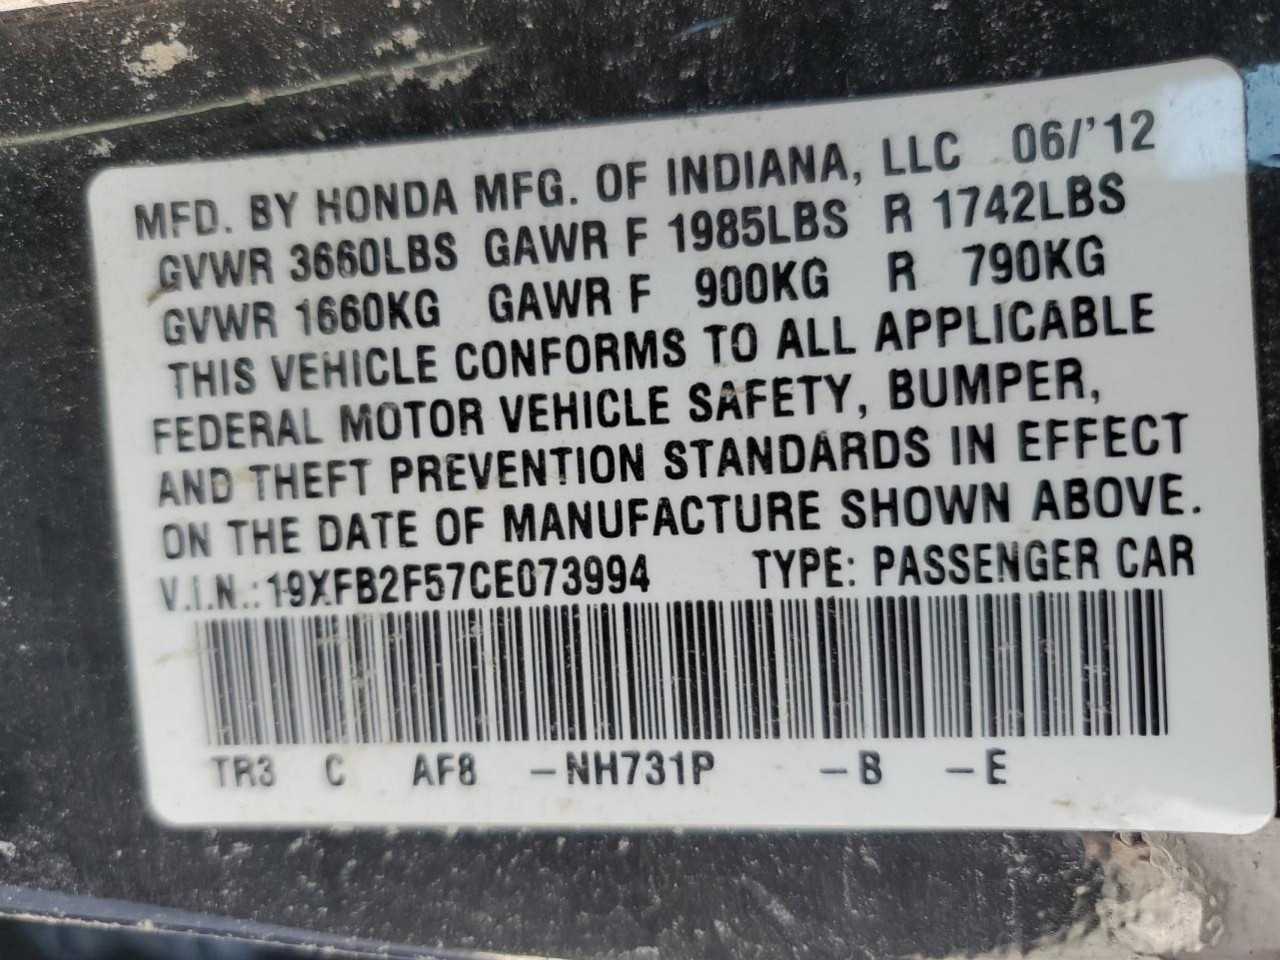 MFD. BY HONDA MFG. OF INDIANA, LLC 06/'12
GVWR 3660LBS GAWR F 1985LBS R 1742LBS
GVWR 1660KG GAWR F 900KG R 790KG
THIS VEHICLE CONFORMS TO ALL APPLICABLE
FEDERAL MOTOR VEHICLE SAFETY, BUMPER,
AND THEFT PREVENTION STANDARDS IN EFFECT
ON THE DATE OF MANUFACTURE SHOWN ABOVE.
V.I.N.: 19XFB2F57CE073994 TYPE: PASSENGER CAR
TR3 C AF8 -NH731P -B -E